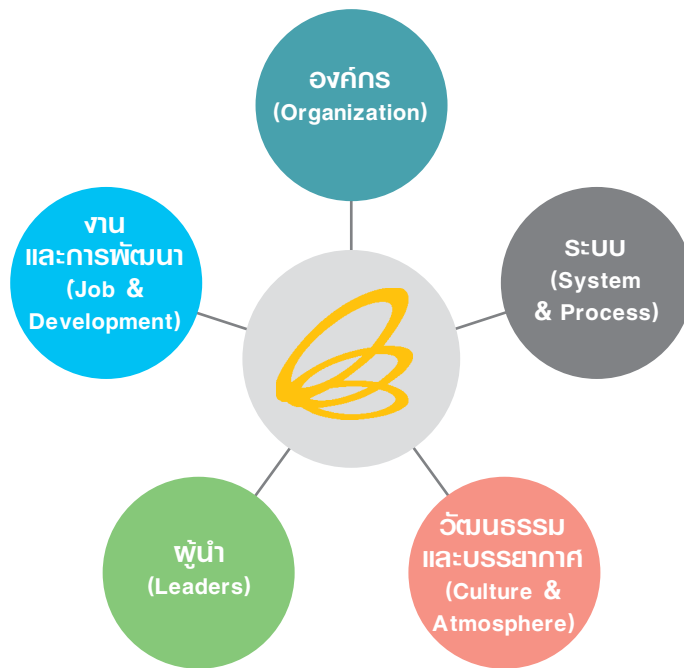 องค์กร
(Organization)
งาน
และการพัฒนา
(Job &
Development)
ระบบ
(System
& Process)
ผู้นำ
(Leaders)
วัฒนธรรม
และบรรยากาศ
(Culture &
Atmosphere)